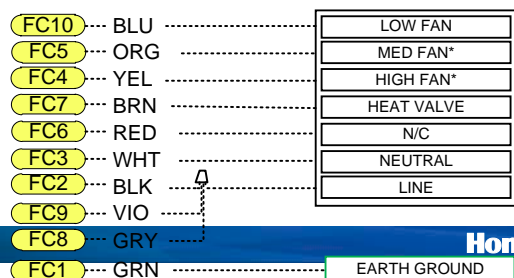 FC10 BLU LOW FAN
FC5 ORG MED FAN*
FC4 YEL HIGH FAN*
FC7 BRN HEAT VALVE
FC6 RED N/C
FC3 WHT NEUTRAL
FC2 BLK LINE
FC9 VIO
FC8 GRY Hon
FC1 GRN EARTH GROUND